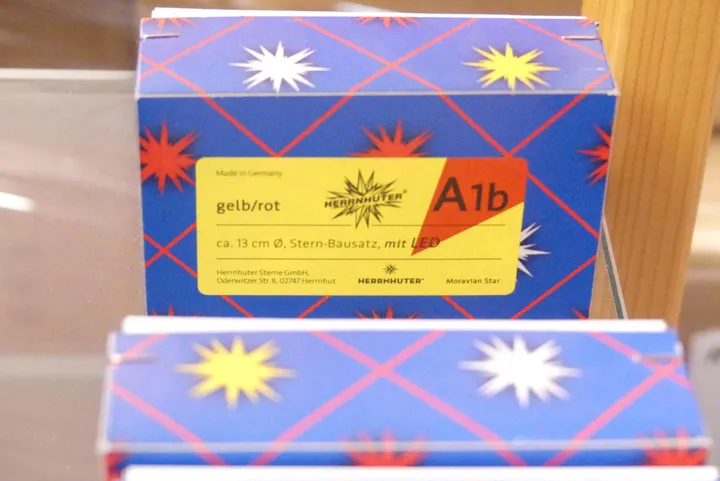 Made in Germany
HERRNHUTER®
A1b
gelb/rot
ca. 13 cm Ø, Stern-Bausatz, mit LED
Herrnhuter Sterne GmbH,
Oderwitzer Str. 8, 02747 Herrnhut
HERRNHUTER®
Moravian Star